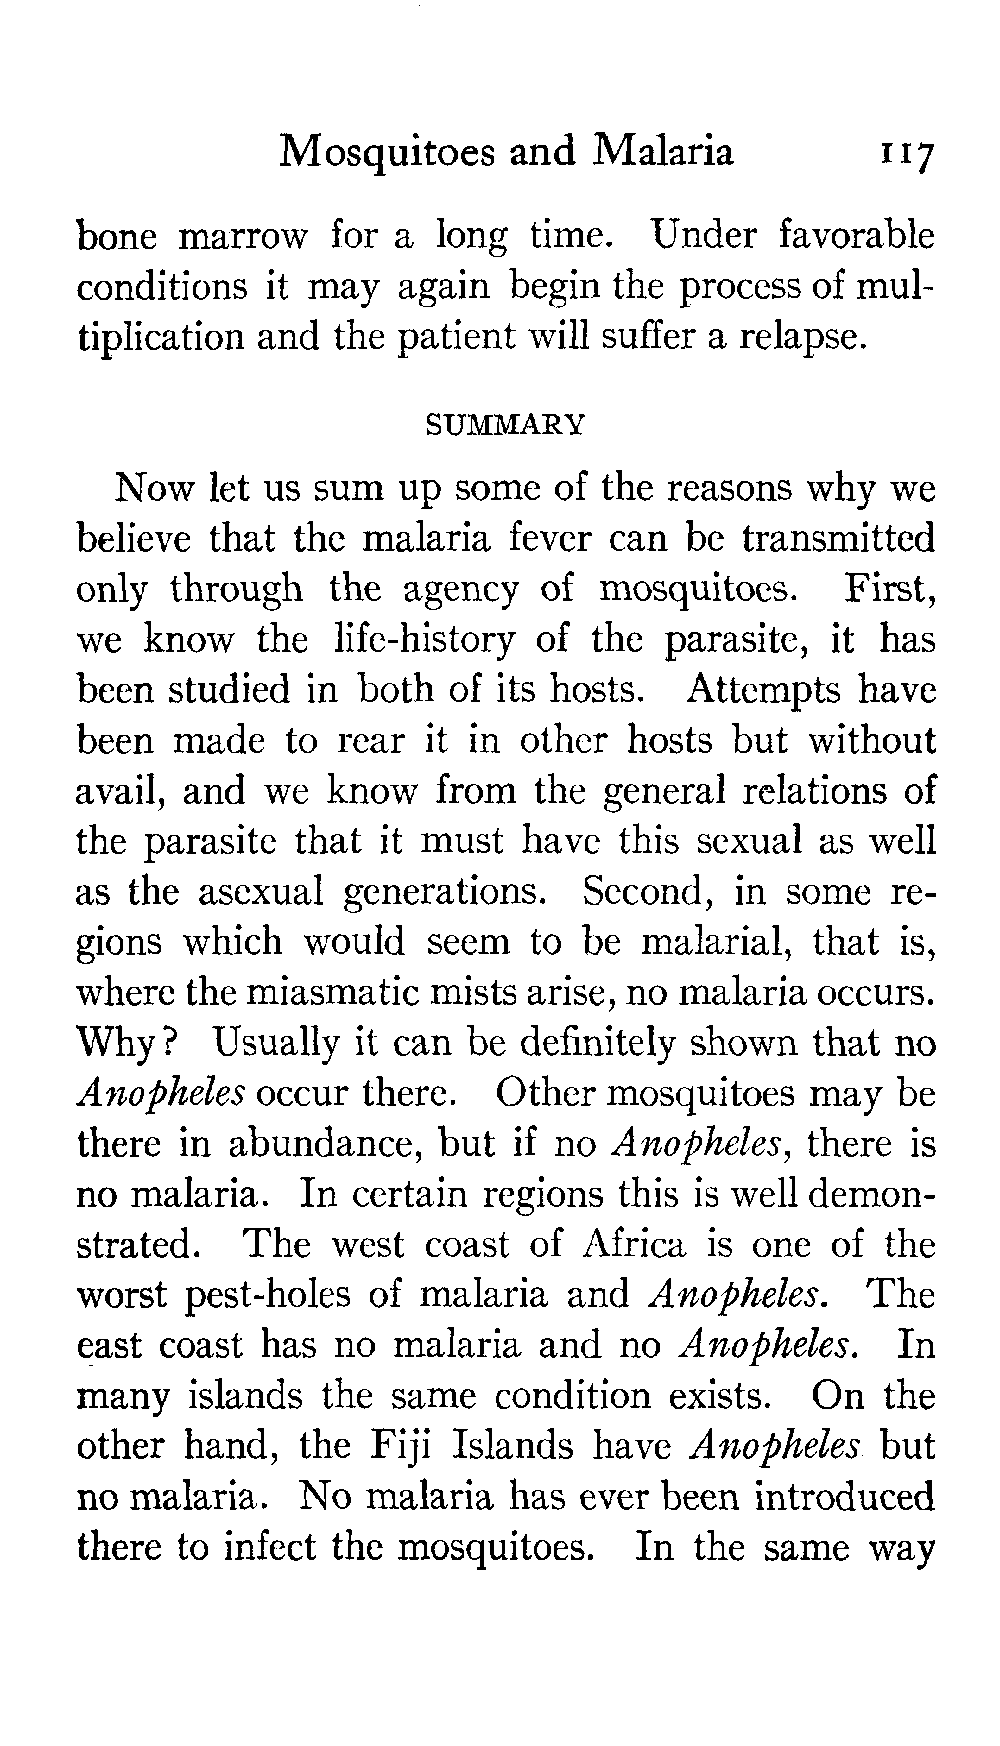 Mosquitoes and Malaria 117
bone marrow for a long time. Under favorable
conditions it may again begin the process of mul-
tiplication and the patient will suffer a relapse.
SUMMARY
Now let us sum up some of the reasons why we
believe that the malaria fever can be transmitted
only through the agency of mosquitoes. First,
we know the life-history of the parasite, it has
been studied in both of its hosts. Attempts have
been made to rear it in other hosts but without
avail, and we know from the general relations of
the parasite that it must have this sexual as well
as the asexual generations. Second, in some re-
gions which would seem to be malarial, that is,
where the miasmatic mists arise, no malaria occurs.
Why? Usually it can be definitely shown that no
Anopheles occur there. Other mosquitoes may be
there in abundance, but if no Anopheles, there is
no malaria. In certain regions this is well demon-
strated. The west coast of Africa is one of the
worst pest-holes of malaria and Anopheles. The
east coast has no malaria and no Anopheles. In
many islands the same condition exists. On the
other hand, the Fiji Islands have Anopheles but
no malaria. No malaria has ever been introduced
there to infect the mosquitoes. In the same way